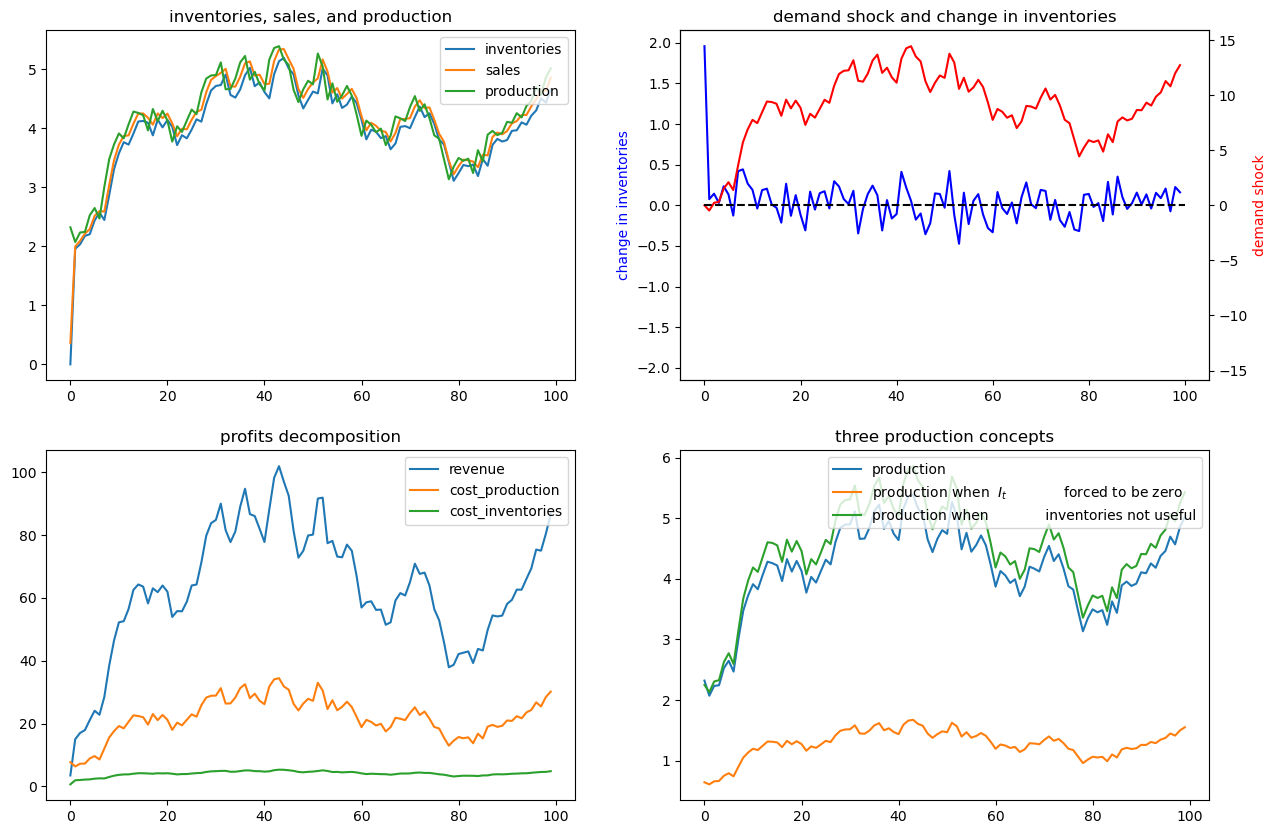 inventories, sales, and production
inventories
sales
production
5
4
3
2
1
0
0 20 40 60 80 100
demand shock and change in inventories
change in inventories
2.0
1.5
1.0
0.5
0.0
−0.5
−1.0
−1.5
−2.0
15
10
5
0
−5
−10
−15
demand shock
0 20 40 60 80 100
profits decomposition
revenue
cost_production
cost_inventories
100
80
60
40
20
0
0 20 40 60 80 100
three production concepts
production
production when I_t forced to be zero
production when inventories not useful
6
5
4
3
2
1
0 20 40 60 80 100